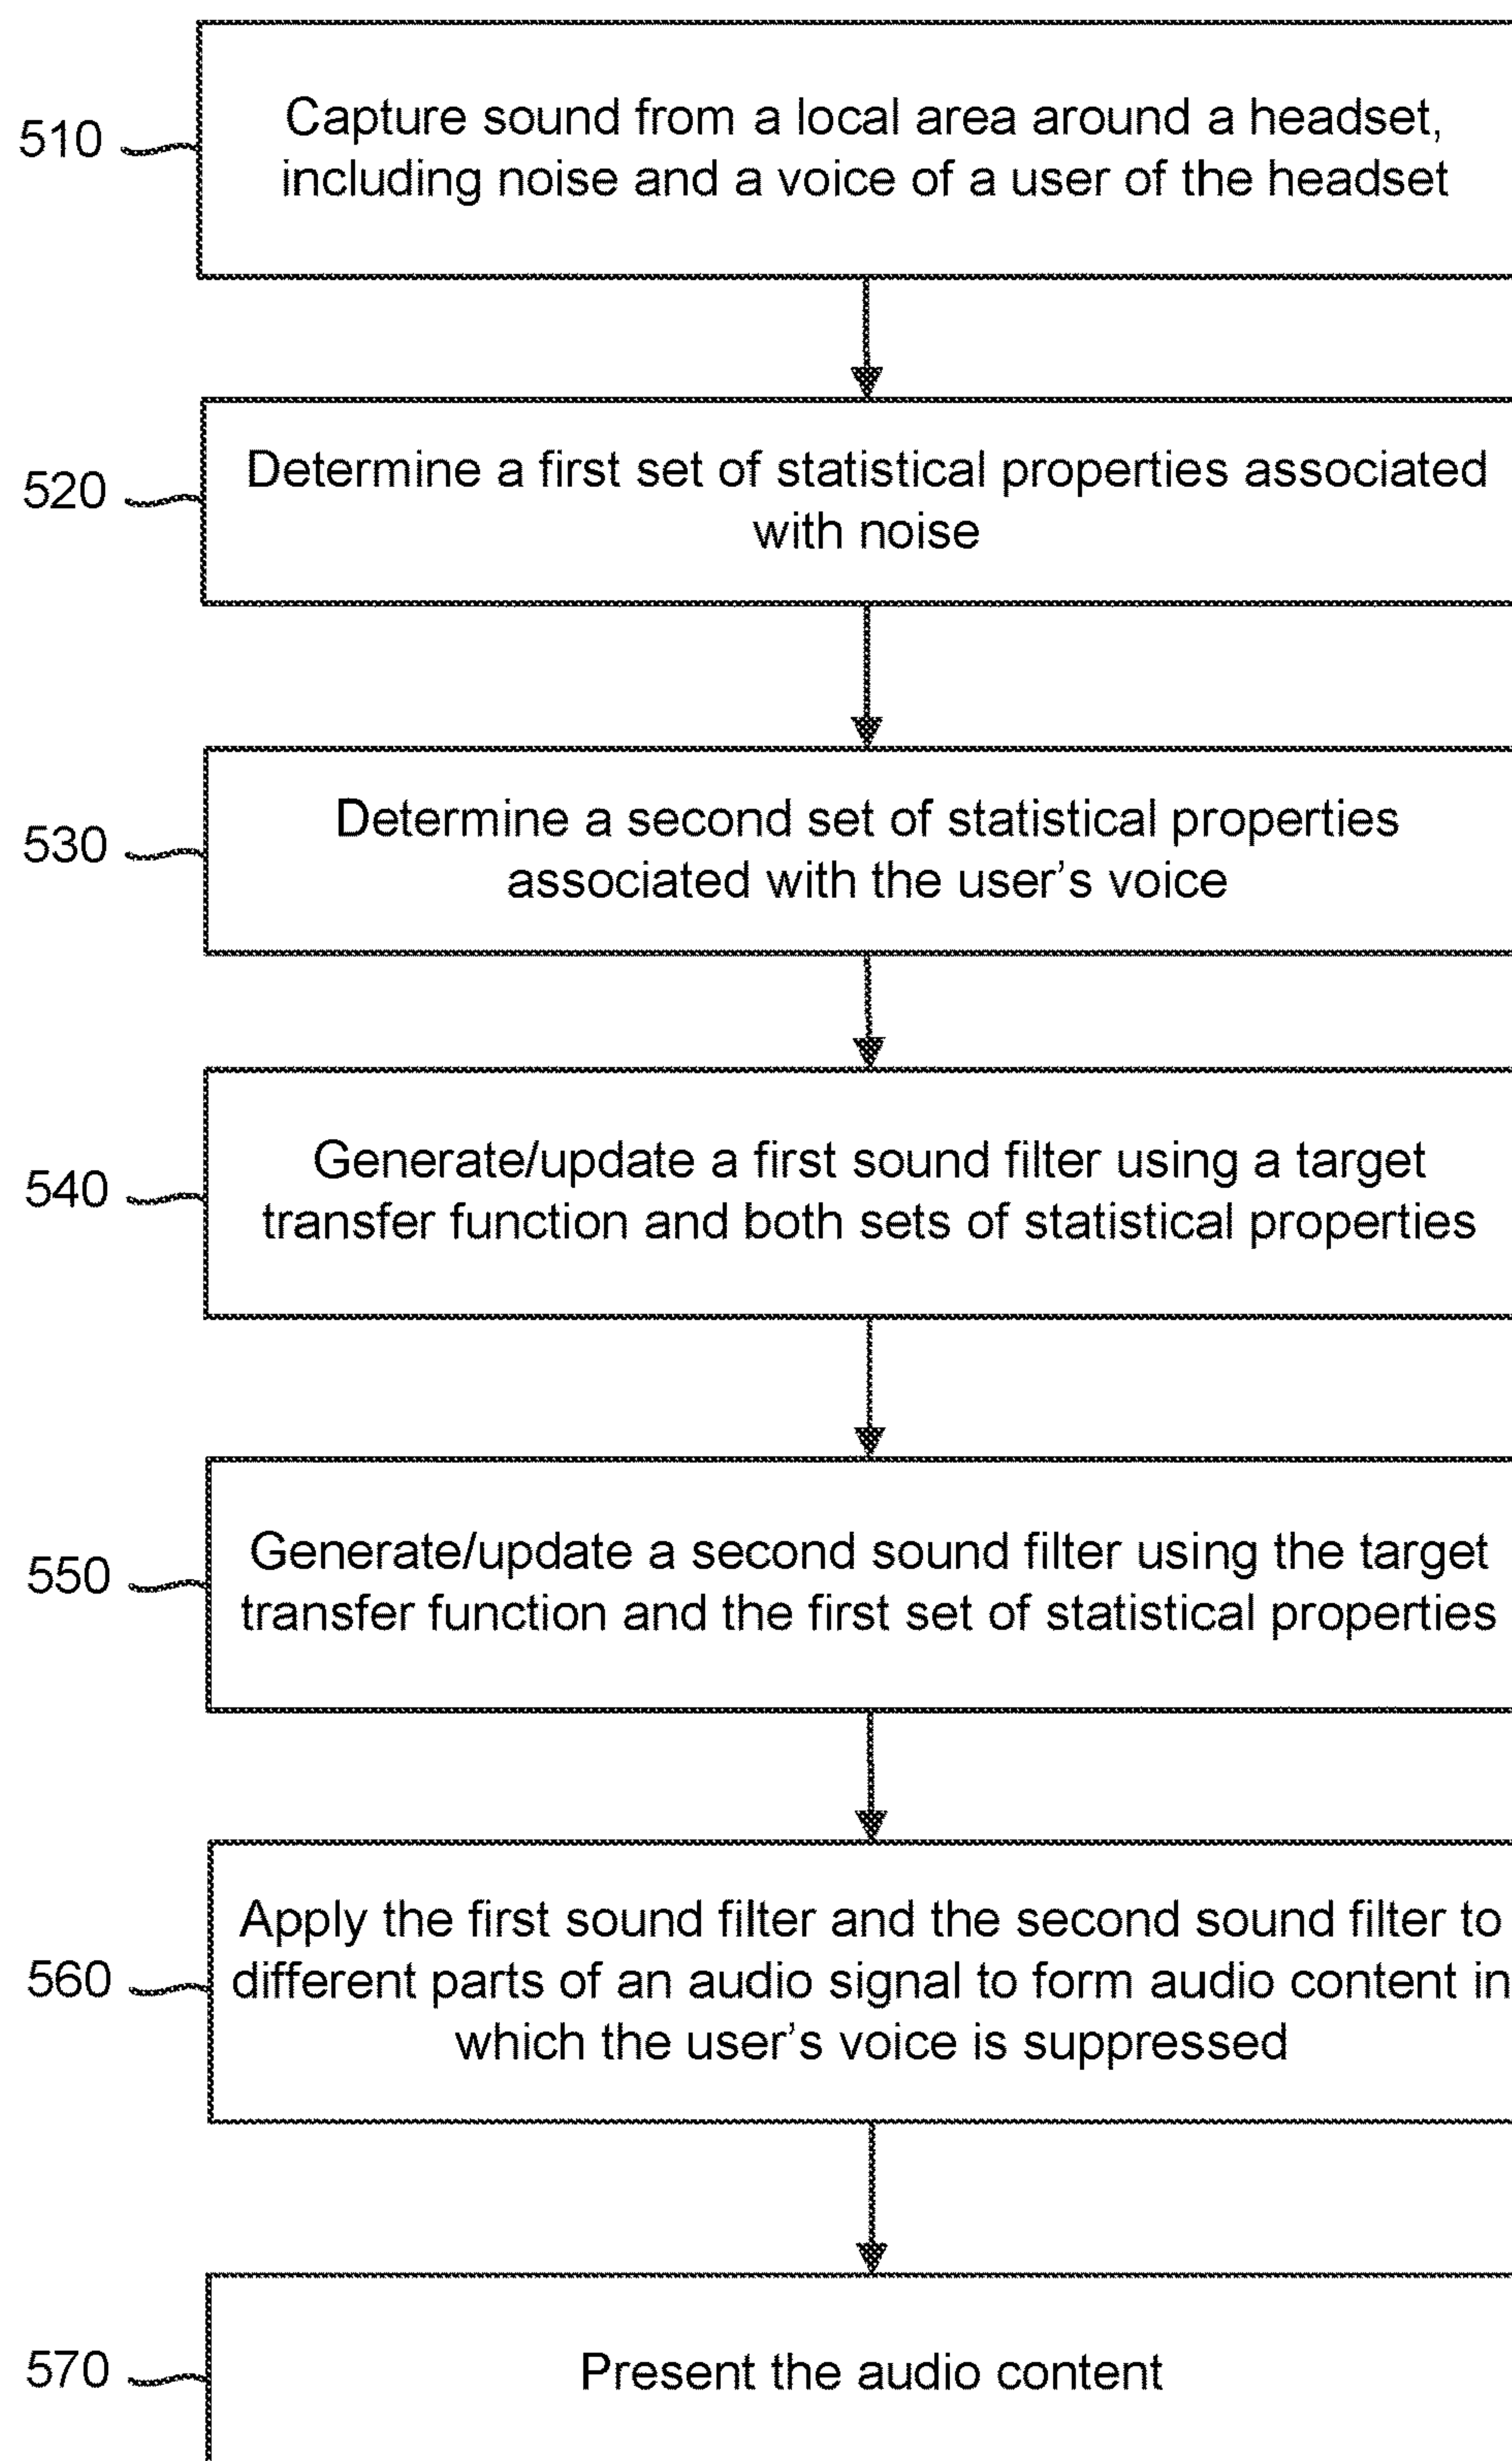 510
Capture sound from a local area around a headset,
including noise and a voice of a user of the headset
520
Determine a first set of statistical properties associated
with noise
530
Determine a second set of statistical properties
associated with the user's voice
540
Generate/update a first sound filter using a target
transfer function and both sets of statistical properties
550
Generate/update a second sound filter using the target
transfer function and the first set of statistical properties
560
Apply the first sound filter and the second sound filter to
different parts of an audio signal to form audio content in
which the user's voice is suppressed
570
Present the audio content